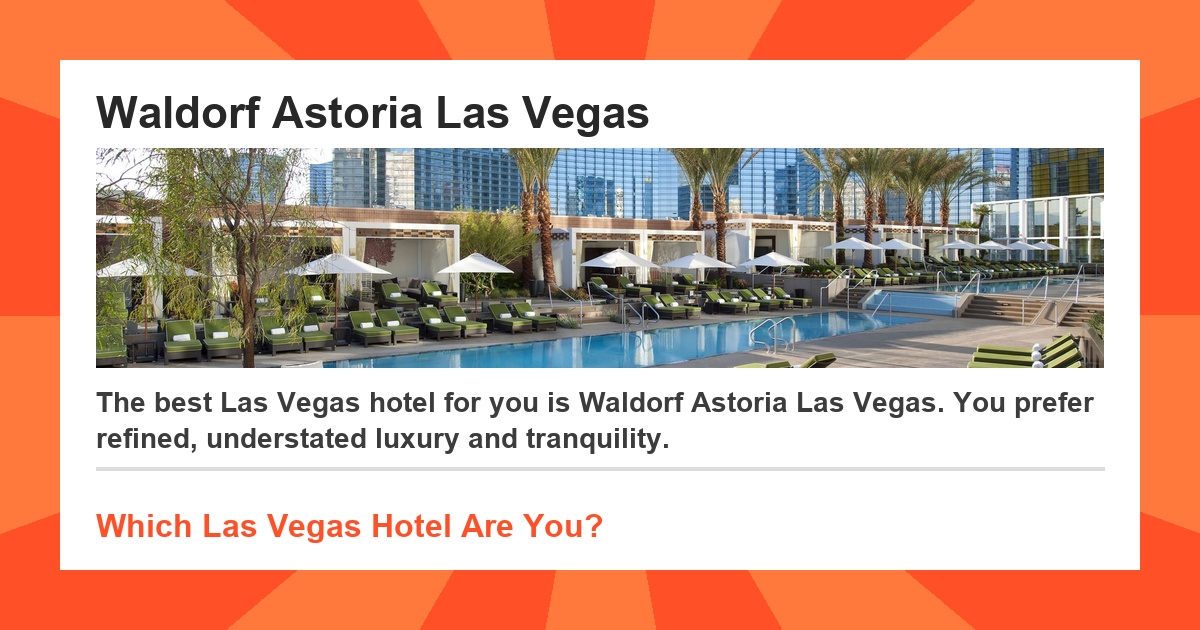 Waldorf Astoria Las Vegas
The best Las Vegas hotel for you is Waldorf Astoria Las Vegas. You prefer
refined, understated luxury and tranquility.
Which Las Vegas Hotel Are You?